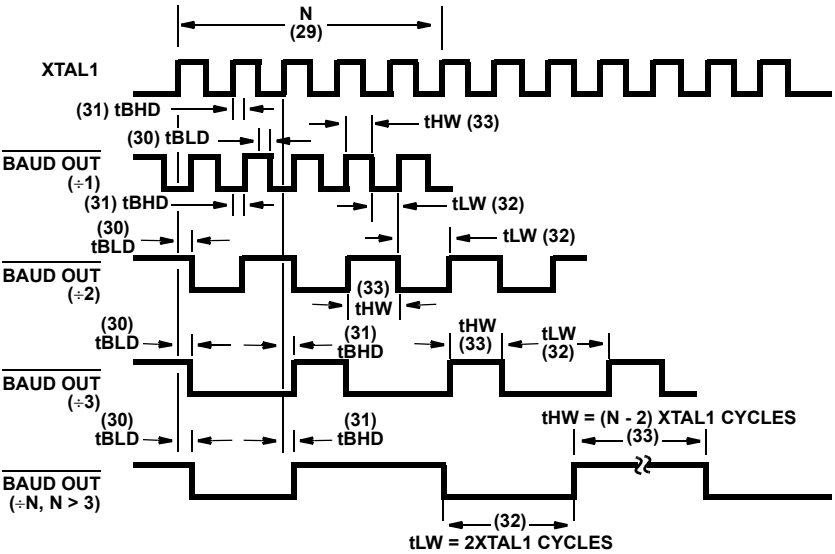 N
(29)
XTAL1
(31) tBHD
tHW (33)
(30) tBLD
BAUD OUT
(÷1)
(31) tBHD
tLW (32)
(30)
tBLD
tLW (32)
BAUD OUT
(÷2)
(33)
tHW
(30)
tBLD
(31)
tBHD
tHW
(33)
tLW
(32)
BAUD OUT
(÷3)
tHW = (N - 2) XTAL1 CYCLES
(33)
(30)
tBLD
(31)
tBHD
BAUD OUT
(÷N, N > 3)
(32)
tLW = 2XTAL1 CYCLES